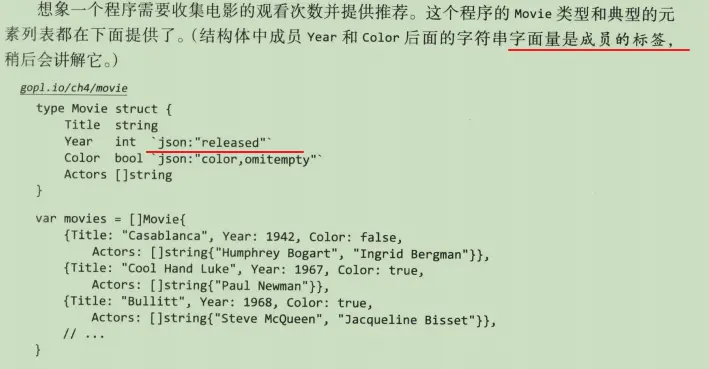 想象一个程序需要收集电影的观看次数并提供推荐。这个程序的 Movie 类型和典型的元
素列表都在下面提供了。(结构体中成员 Year 和 Color 后面的字符串字面量是成员的标签，
稍后会讲解它。)
gopl.io/ch4/movie
type Movie struct {
Title string
Year int `json:"released"`
Color bool `json:"color,omitempty"`
Actors []string
}
var movies = []Movie{
{Title: "Casablanca", Year: 1942, Color: false,
Actors: []string{"Humphrey Bogart", "Ingrid Bergman"}},
{Title: "Cool Hand Luke", Year: 1967, Color: true,
Actors: []string{"Paul Newman"}},
{Title: "Bullitt", Year: 1968, Color: true,
Actors: []string{"Steve McQueen", "Jacqueline Bisset"}},
// ...
}